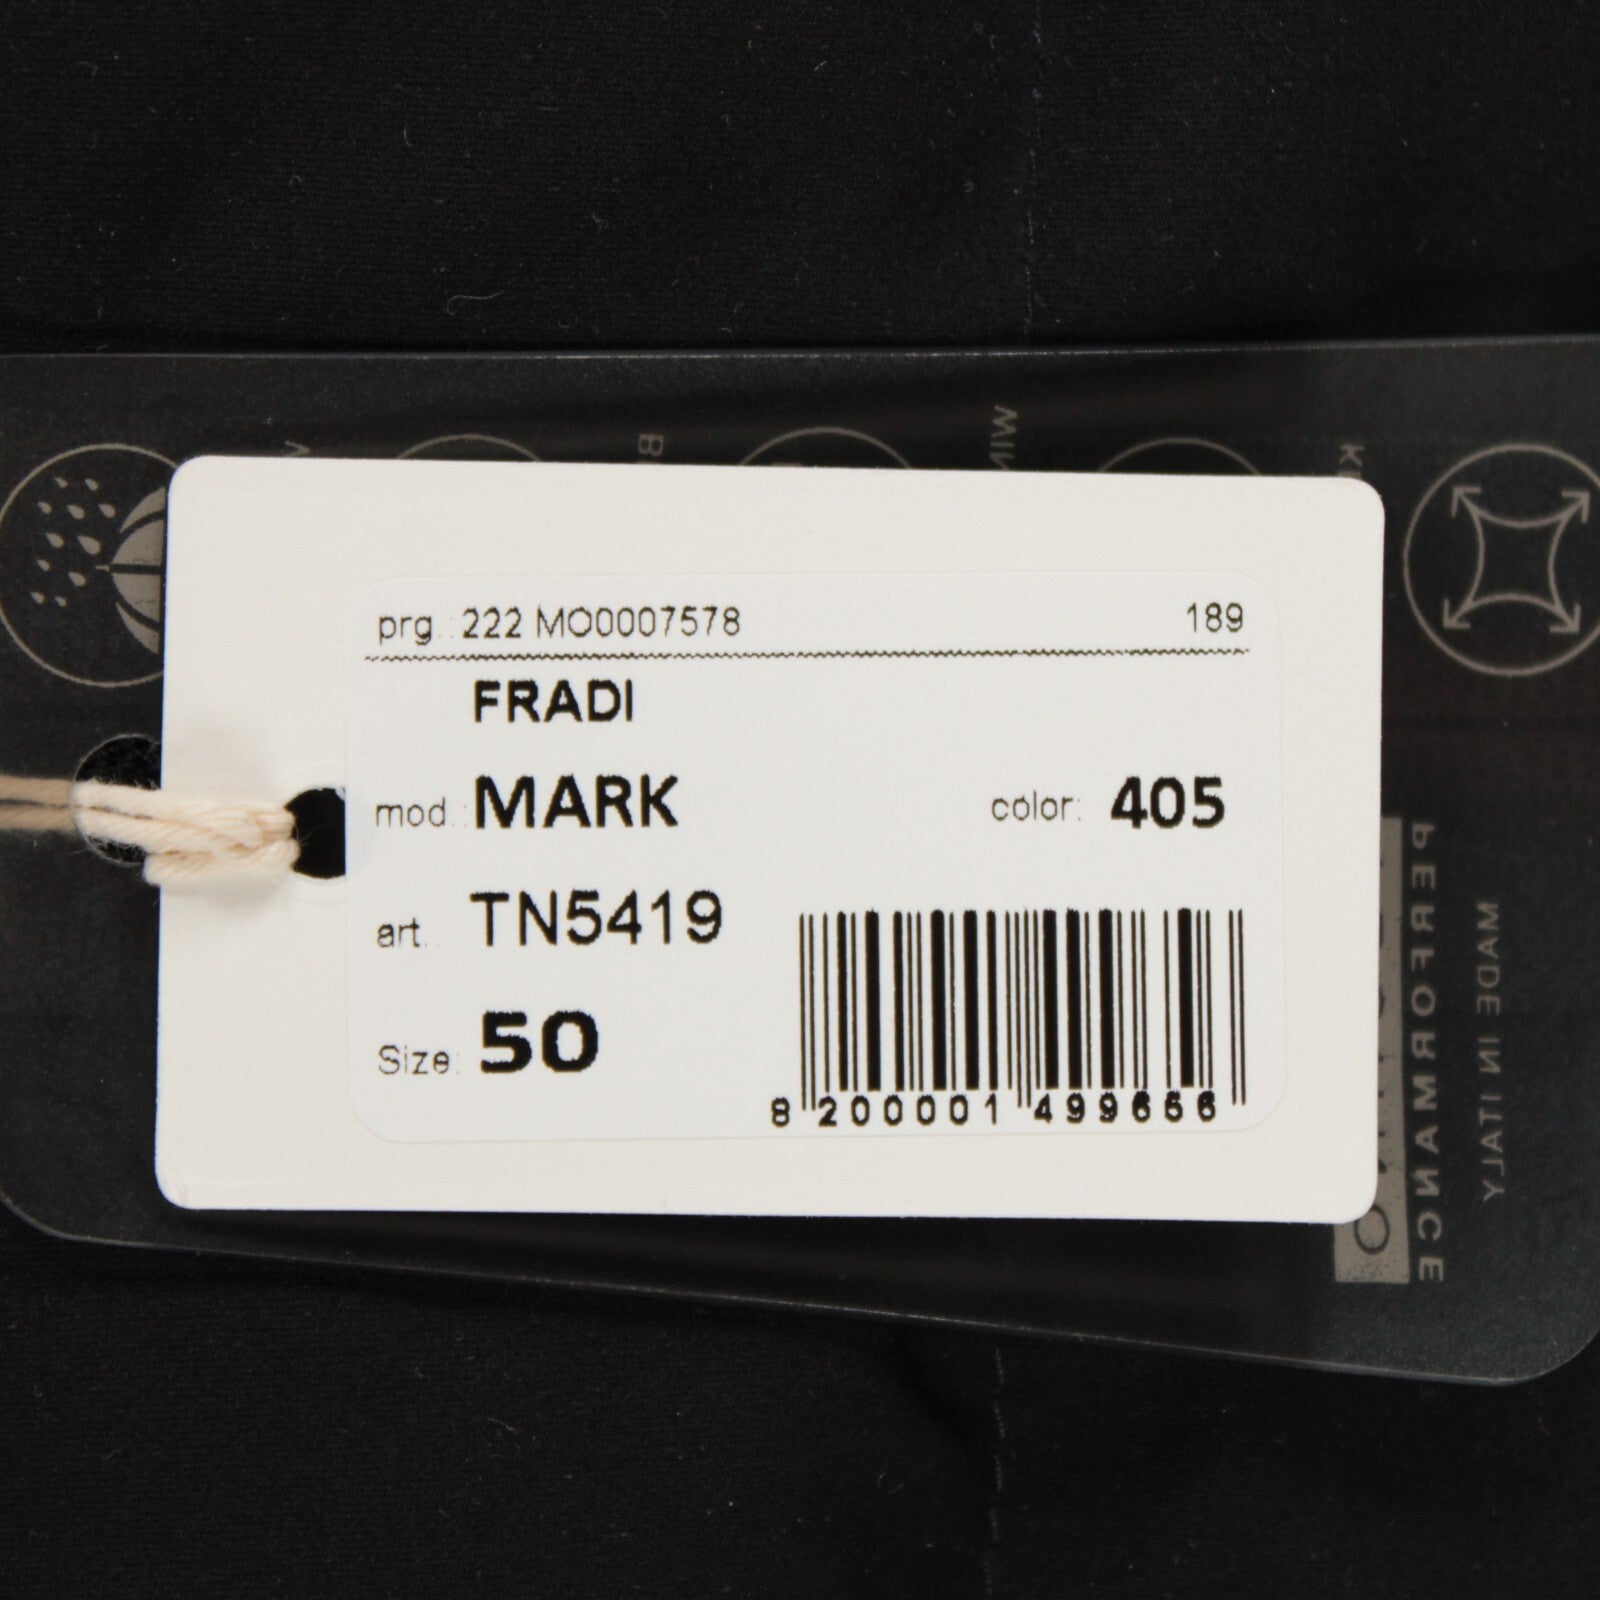 prg.: 222 MO0007578 189
FRADI
mod.: MARK color: 405
art.: TN5419
Size: 50
8 200001 499656
PERFORMANCE
MADE IN ITALY